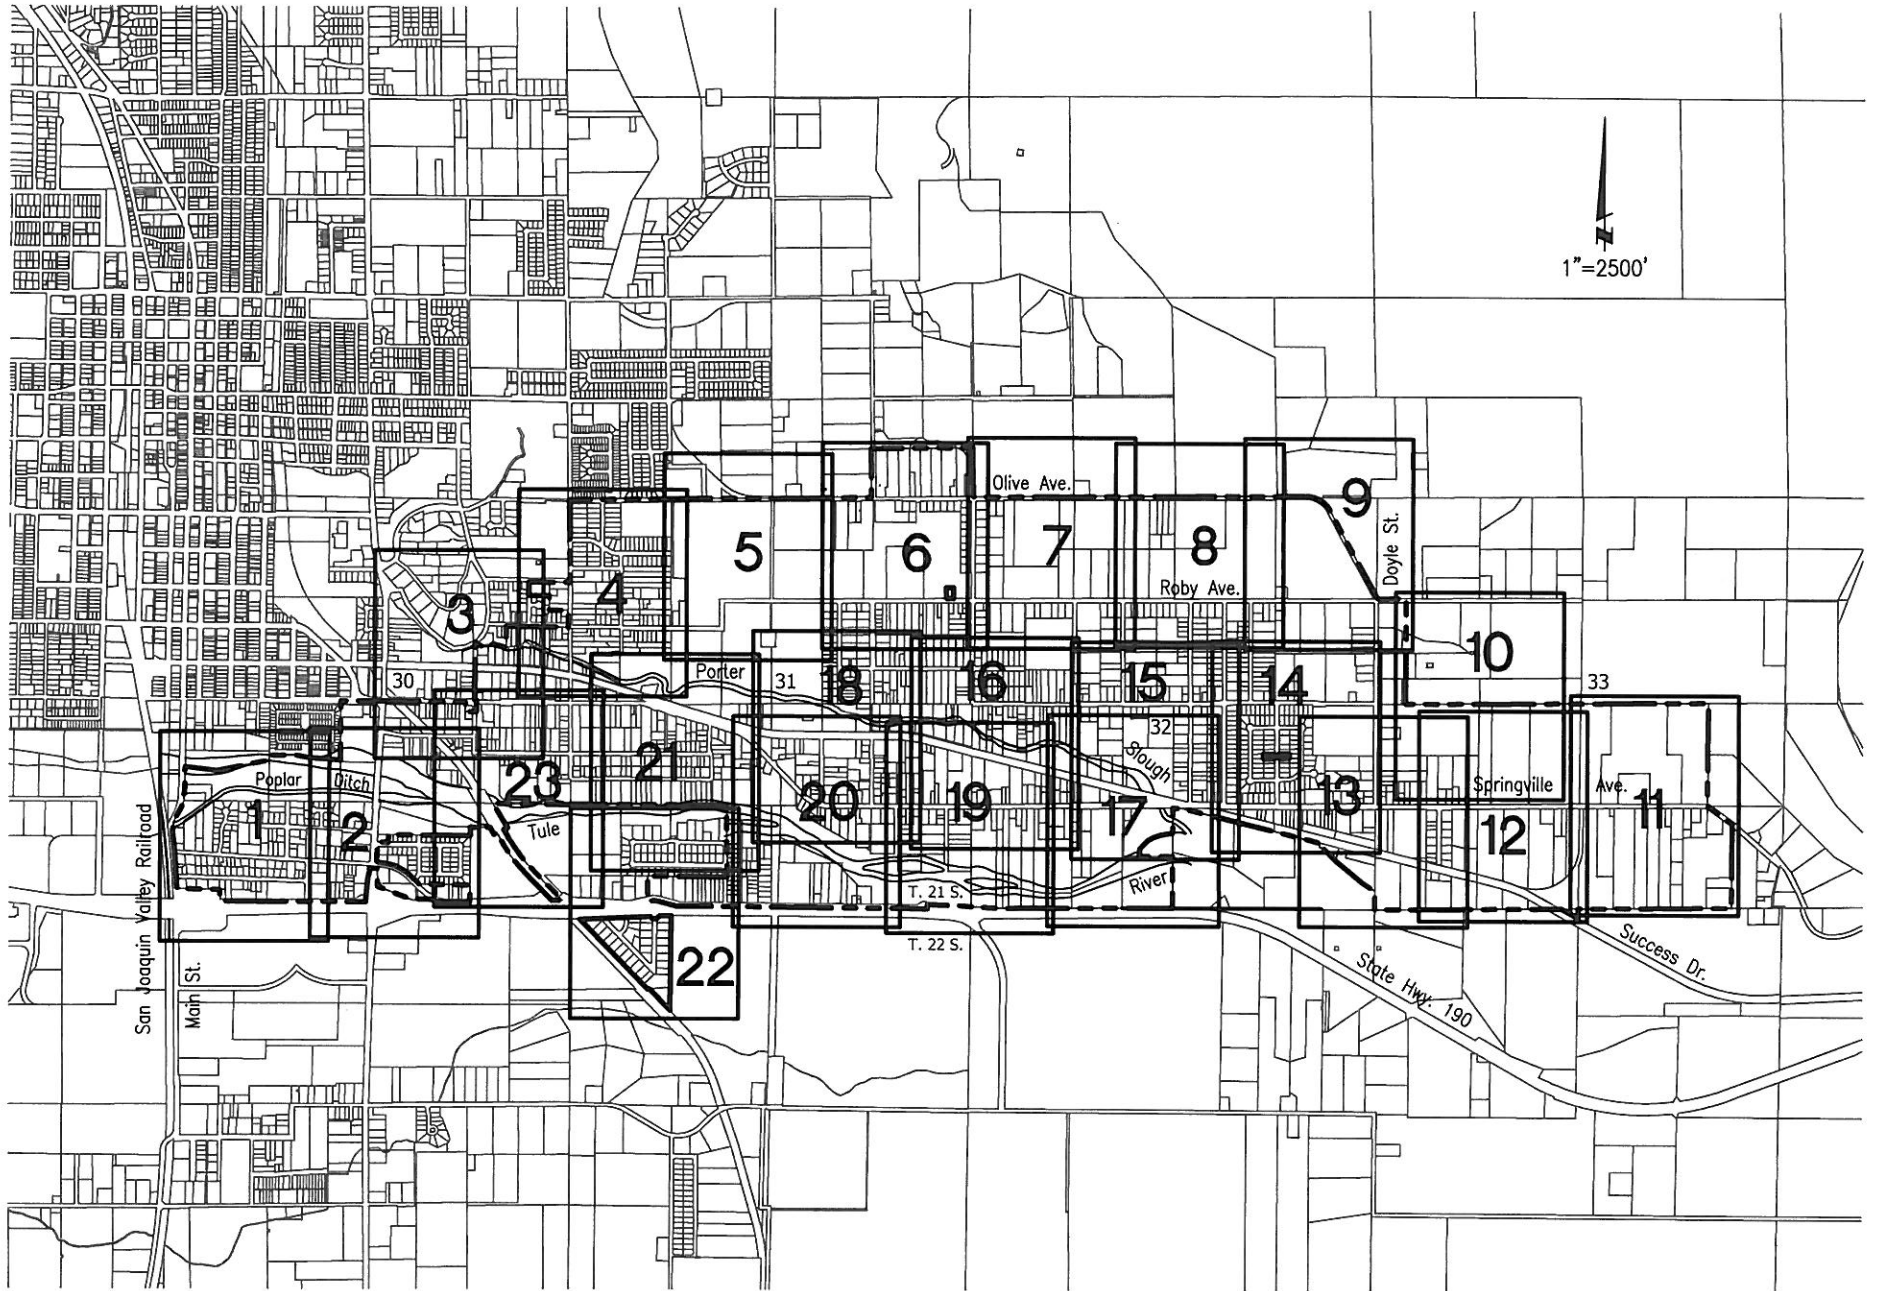 1"=2500'
Olive Ave.
9
5
6
7
8
Doyle St.
Roby Ave.
4
3
10
Porter
30
31
18
16
15
14
33
32
Slough
21
23
Poplar Ditch
Springville Ave.
1
2
20
19
17
13
12
11
Tule
River
San Joaquin Valley Railroad
T. 21 S.
T. 22 S.
Main St.
22
Success Dr.
State Hwy. 190